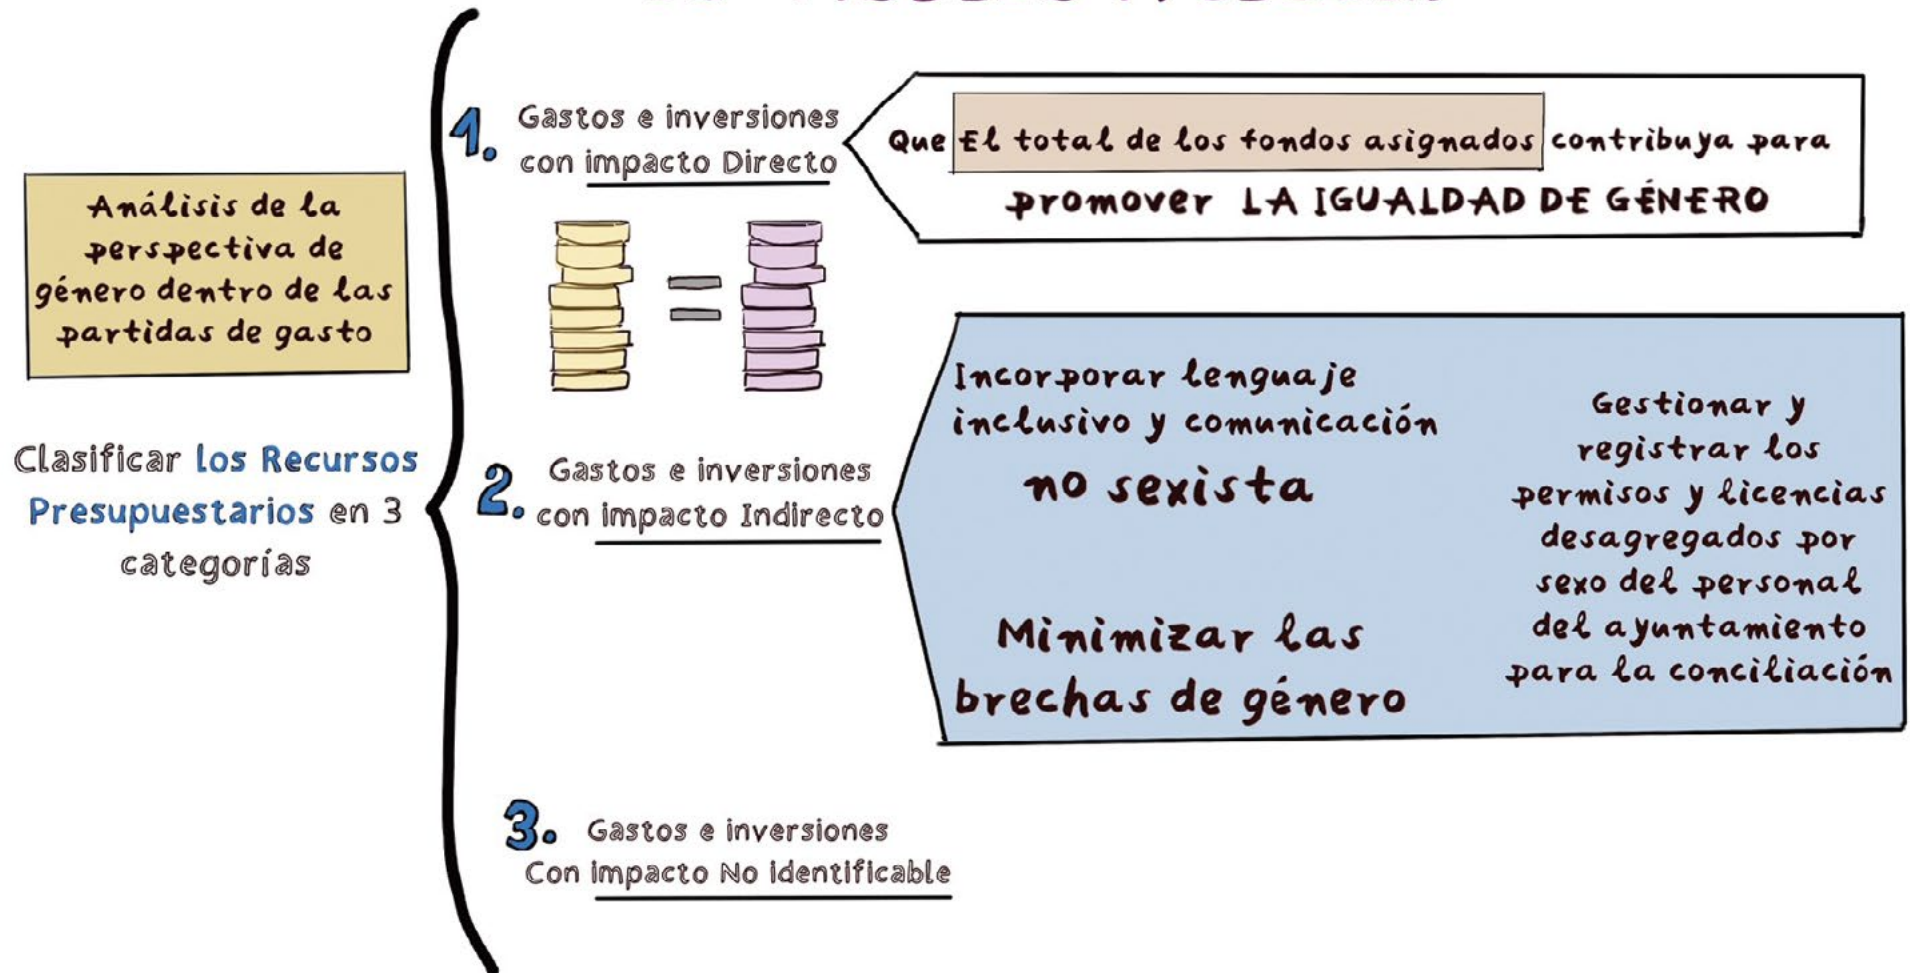 Análisis de la
perspectiva de
género dentro de las
partidas de gasto
Clasificar los Recursos
Presupuestarios en 3
categorías
1. Gastos e inversiones
con impacto Directo
Que El total de los fondos asignados contribuya para
promover LA IGUALDAD DE GÉNERO
2. Gastos e inversiones
con impacto Indirecto
Incorporar lenguaje
inclusivo y comunicación
no sexista
Minimizar las
brechas de género
Gestionar y
registrar los
permisos y licencias
desagregados por
sexo del personal
del ayuntamiento
para la conciliación
3. Gastos e inversiones
Con impacto No identificable